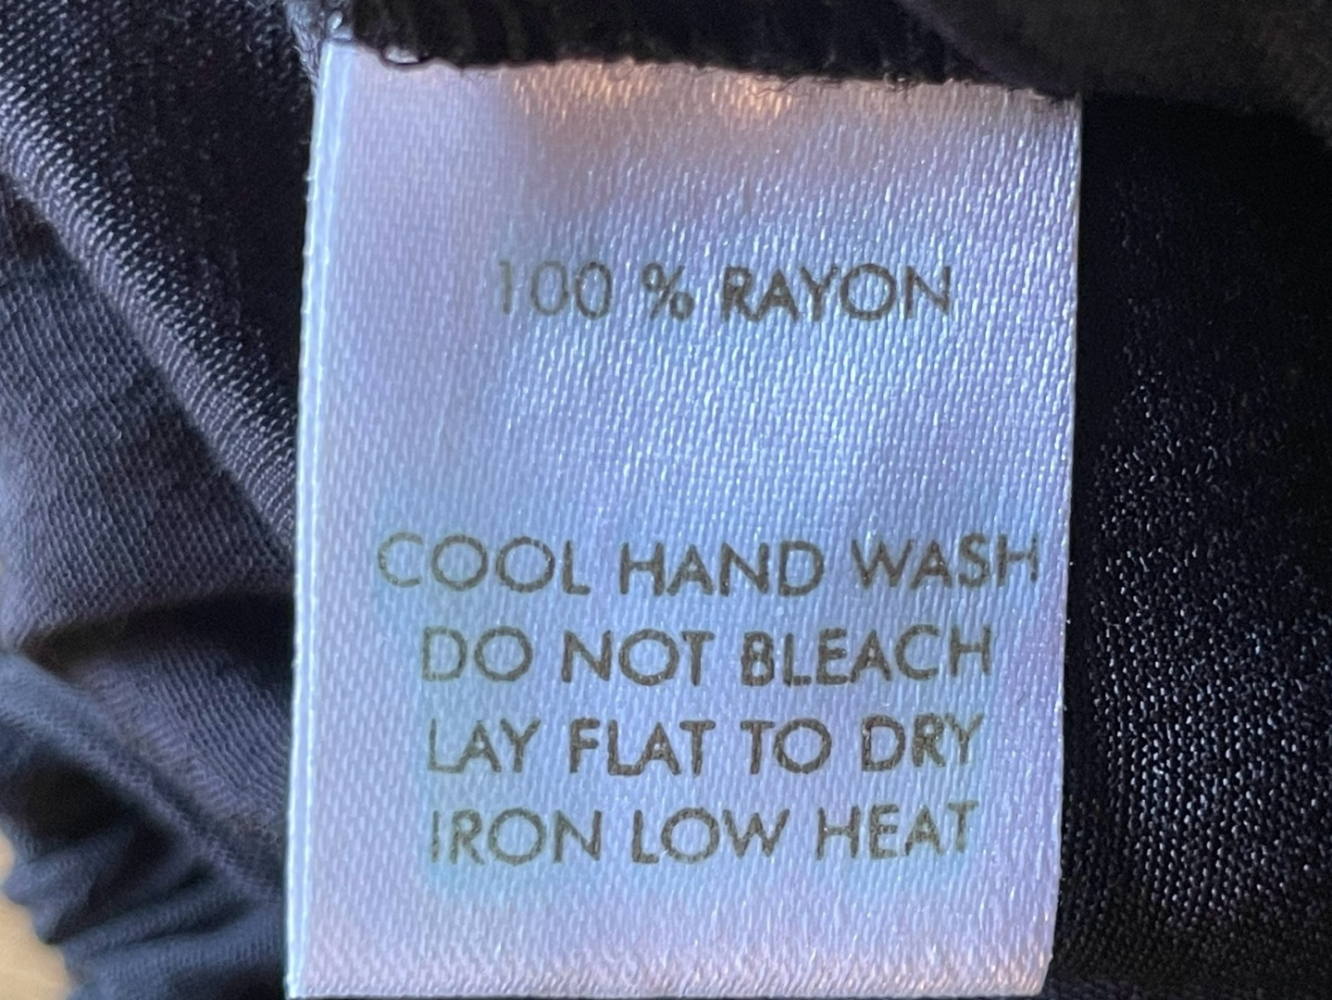 100 % RAYON
COOL HAND WASH
DO NOT BLEACH
LAY FLAT TO DRY
IRON LOW HEAT